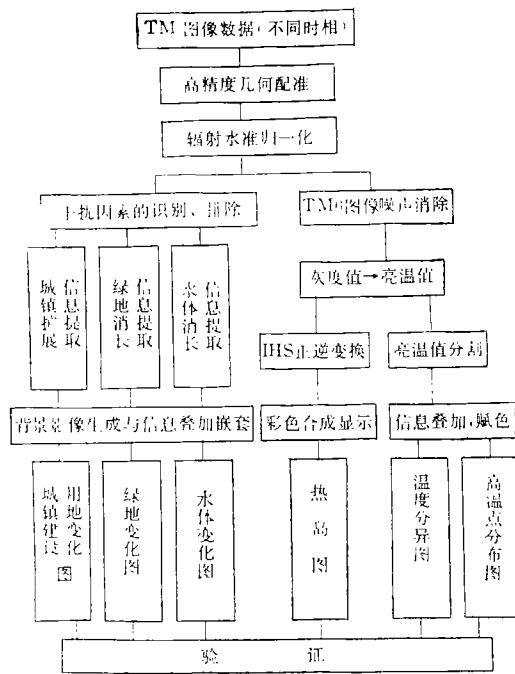 TM图像数据(不同时相)
高精度几何配准
辐射水准归一化
干扰因素的识别、排除
TM6图像噪声消除
城镇扩展
信息提取
绿地消长
信息提取
水体消长
信息提取
灰度值→亮温值
IHS正逆变换
亮温值分割
背景影像生成与信息叠加嵌套
彩色合成显示
信息叠加,赋色
城镇建设
用地变化图
绿地变化图
水体变化图
热岛图
温度分异图
高温点分布图
验 证